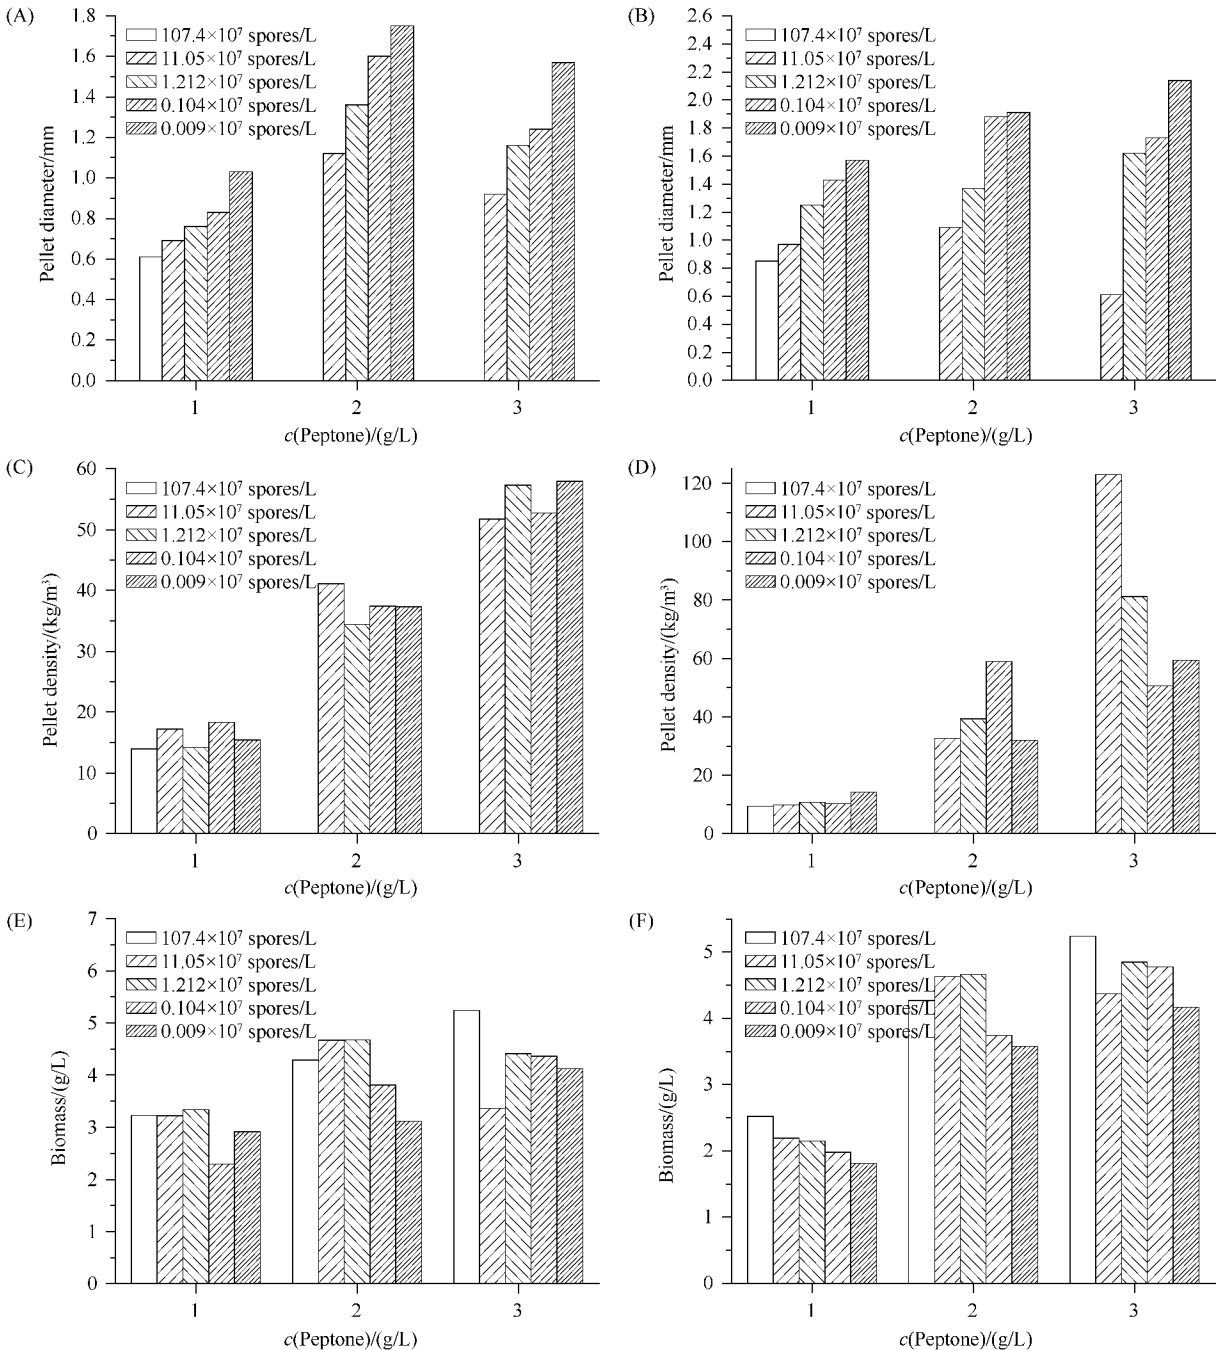 (A)
1.8
1.6
1.4
1.2
1.0
0.8
0.6
0.4
0.2
0.0
Pellet diameter/mm
107.4×10⁷ spores/L
11.05×10⁷ spores/L
1.212×10⁷ spores/L
0.104×10⁷ spores/L
0.009×10⁷ spores/L
1 2 3
c(Peptone)/(g/L)
(B)
2.6
2.4
2.2
2.0
1.8
1.6
1.4
1.2
1.0
0.8
0.6
0.4
0.2
0.0
Pellet diameter/mm
107.4×10⁷ spores/L
11.05×10⁷ spores/L
1.212×10⁷ spores/L
0.104×10⁷ spores/L
0.009×10⁷ spores/L
1 2 3
c(Peptone)/(g/L)
(C)
60
50
40
30
20
10
0
Pellet density/(kg/m³)
107.4×10⁷ spores/L
11.05×10⁷ spores/L
1.212×10⁷ spores/L
0.104×10⁷ spores/L
0.009×10⁷ spores/L
1 2 3
c(Peptone)/(g/L)
(D)
120
100
80
60
40
20
0
Pellet density/(kg/m³)
107.4×10⁷ spores/L
11.05×10⁷ spores/L
1.212×10⁷ spores/L
0.104×10⁷ spores/L
0.009×10⁷ spores/L
1 2 3
c(Peptone)/(g/L)
(E)
7
6
5
4
3
2
1
0
Biomass/(g/L)
107.4×10⁷ spores/L
11.05×10⁷ spores/L
1.212×10⁷ spores/L
0.104×10⁷ spores/L
0.009×10⁷ spores/L
1 2 3
c(Peptone)/(g/L)
(F)
5
4
3
2
1
0
Biomass/(g/L)
107.4×10⁷ spores/L
11.05×10⁷ spores/L
1.212×10⁷ spores/L
0.104×10⁷ spores/L
0.009×10⁷ spores/L
1 2 3
c(Peptone)/(g/L)